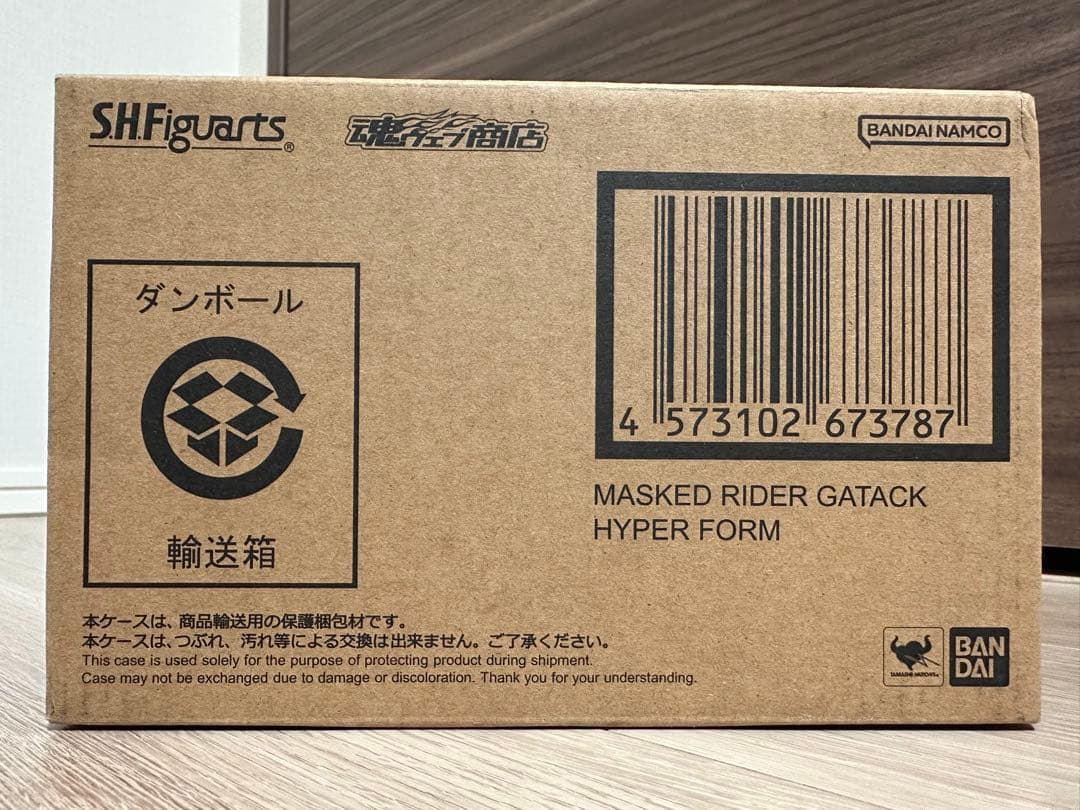 S.H.Figuarts®
魂ウェブ商店
BANDAI NAMCO
ダンボール
輸送箱
4 573102 673787
MASKED RIDER GATACK
HYPER FORM
本ケースは、商品輸送用の保護梱包材です。
本ケースは、つぶれ、汚れ等による交換は出来ません。ご了承ください。
This case is used solely for the purpose of protecting product during shipment.
Case may not be exchanged due to damage or discoloration. Thank you for your understanding.
TAMASHII NATIONS
BAN
DAI